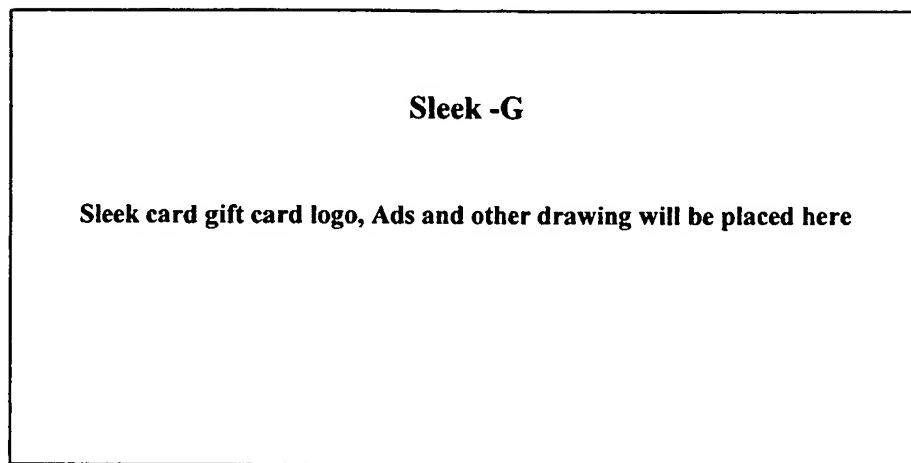 Sleek -G
Sleek card gift card logo, Ads and other drawing will be placed here